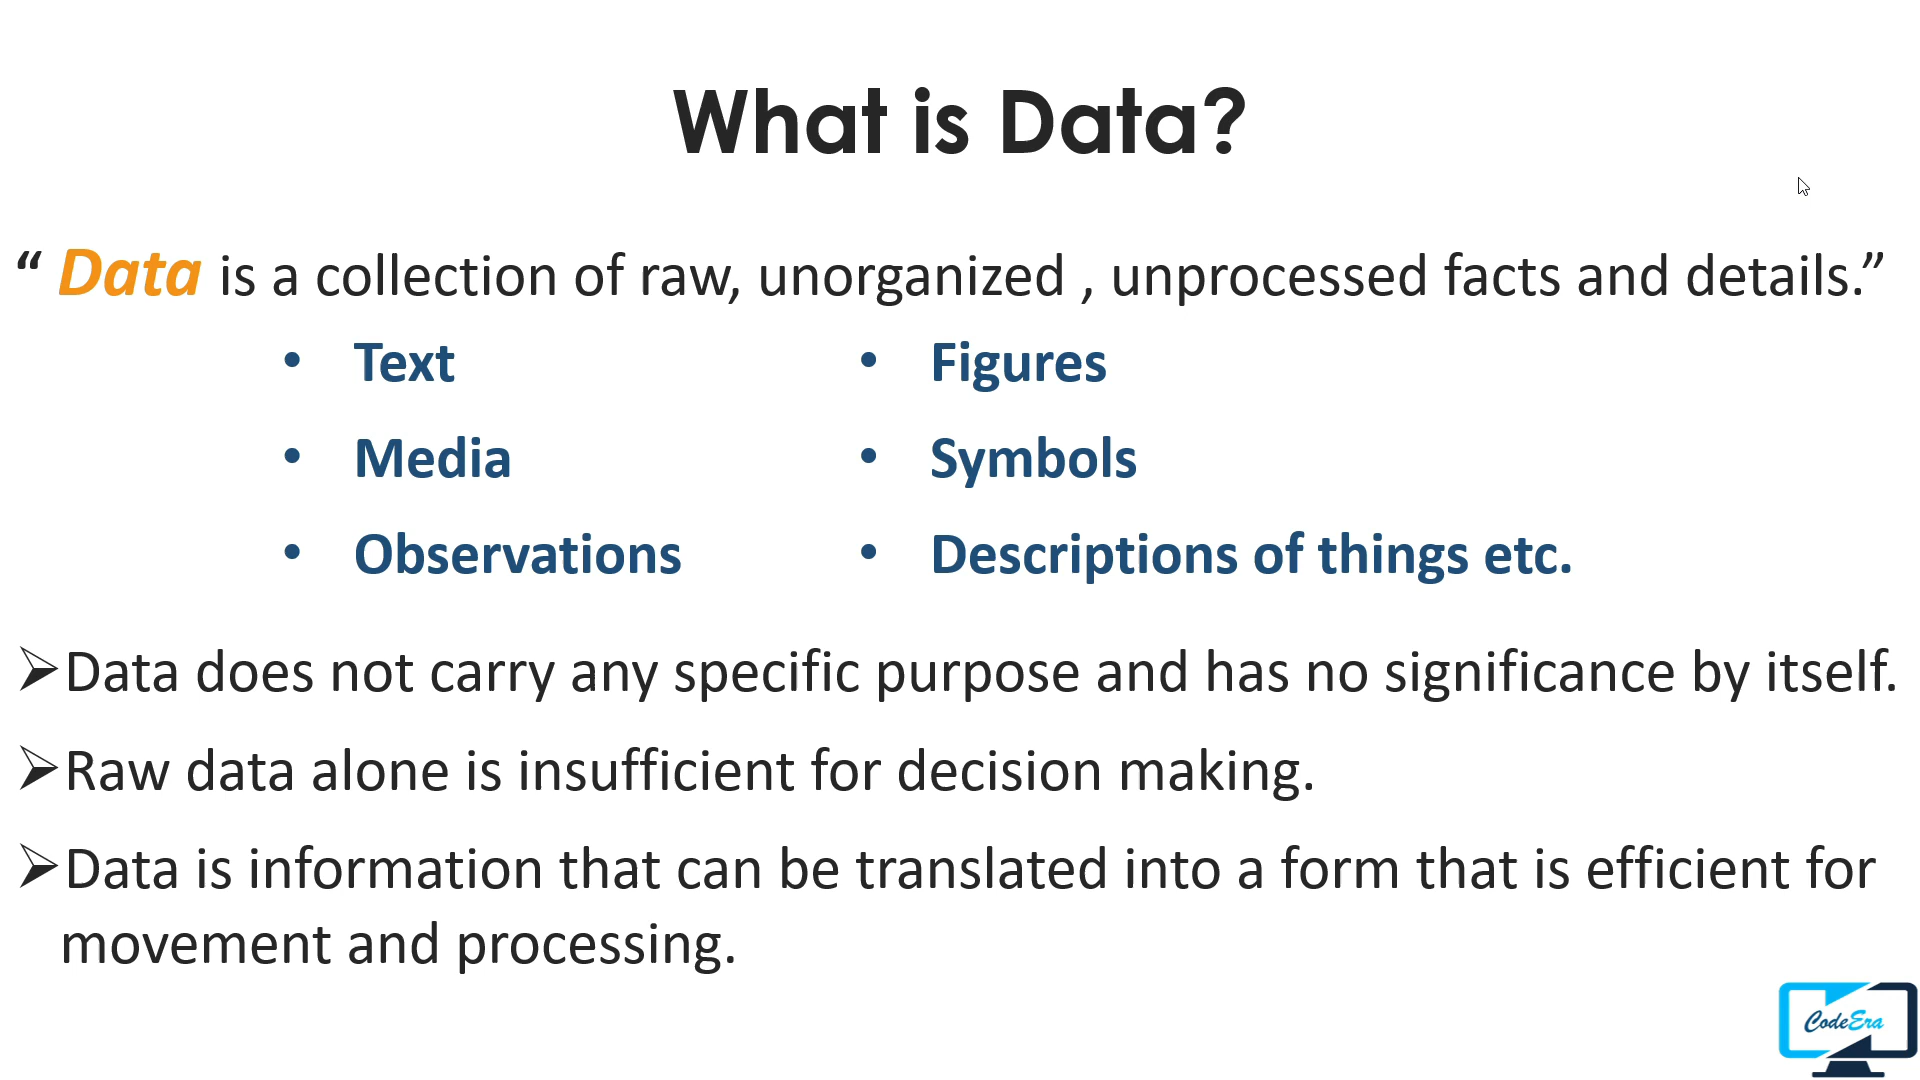 What is Data?
“ Data is a collection of raw, unorganized , unprocessed facts and details.”
• Text
• Media
• Observations
• Figures
• Symbols
• Descriptions of things etc.
➢Data does not carry any specific purpose and has no significance by itself.
➢Raw data alone is insufficient for decision making.
➢Data is information that can be translated into a form that is efficient for
movement and processing.
CodeEra